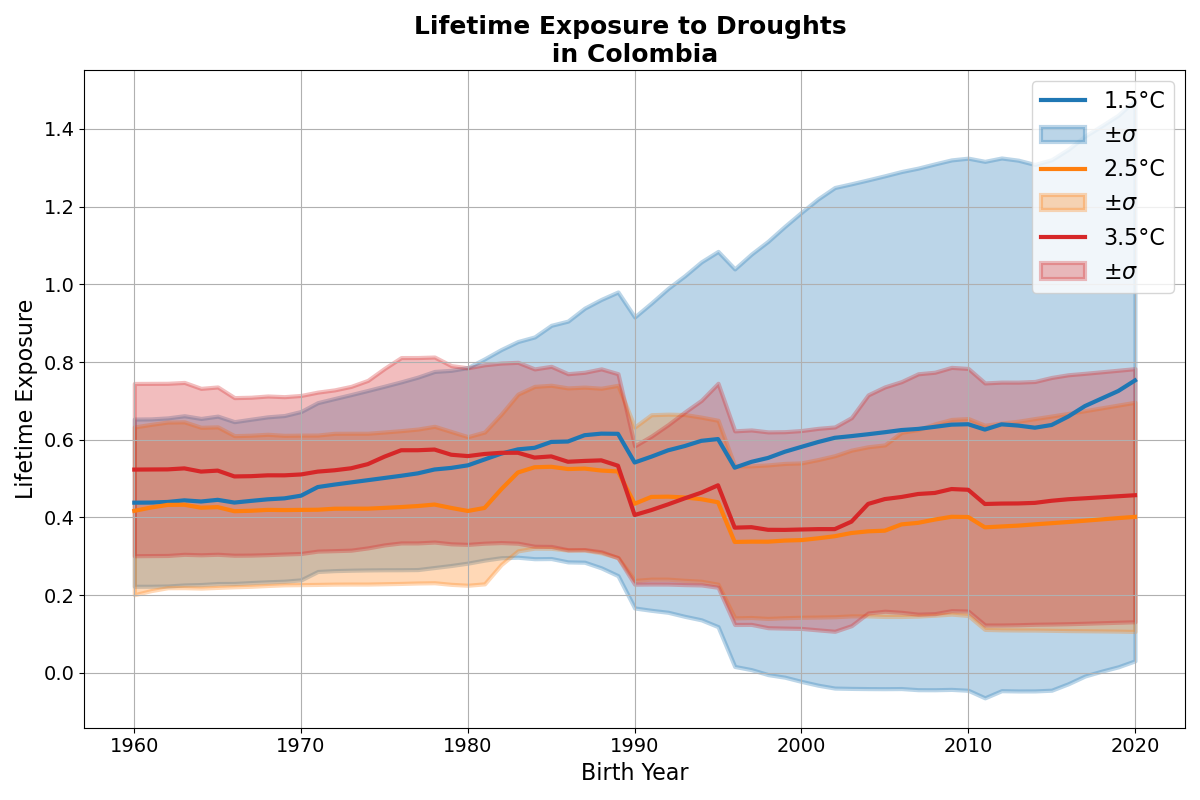 Lifetime Exposure to Droughts
in Colombia
Lifetime Exposure
1.4
1.2
1.0
0.8
0.6
0.4
0.2
0.0
1.5°C
±σ
2.5°C
±σ
3.5°C
±σ
1960 1970 1980 1990 2000 2010 2020
Birth Year